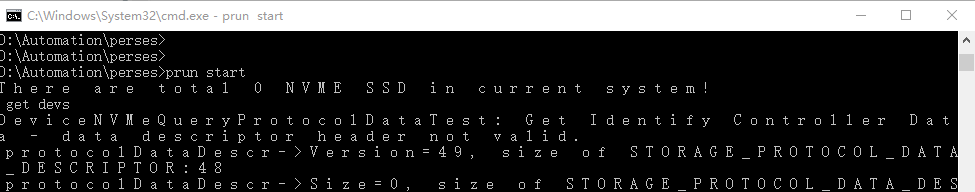 C:\Windows\System32\cmd.exe - prun start
D:\Automation\perses>
D:\Automation\perses>
D:\Automation\perses>prun start
There are total 0 NVME SSD in current system!
get devs
DeviceNVMeQueryProtocolDataTest: Get Identify Controller Dat
a - data descriptor header not valid.
protocolDataDescr->Version=49, size of STORAGE_PROTOCOL_DATA
_DESCRIPTOR:48
protocolDataDescr->Size=0, size of STORAGE_PROTOCOL_DATA_DES